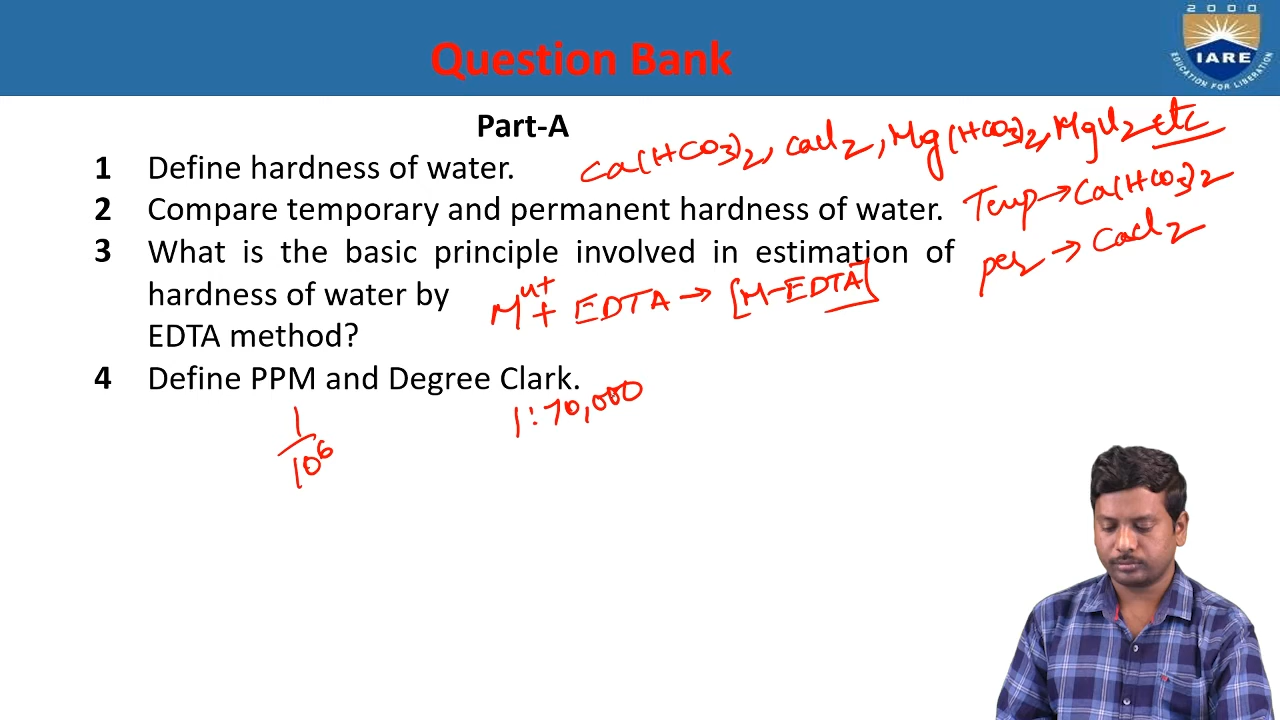 2000
IARE
EDUCATION FOR LIBERATION
Question Bank
Part-A
Ca(HCO3)2, CaCl2, Mg(HCO3)2, MgCl2 etc
1 Define hardness of water.
2 Compare temporary and permanent hardness of water.
Temp → Ca(HCO3)2
per → CaCl2
3 What is the basic principle involved in estimation of
hardness of water by
M^n+ + EDTA → [M-EDTA]
EDTA method?
4 Define PPM and Degree Clark.
1/10^6
1:70,000